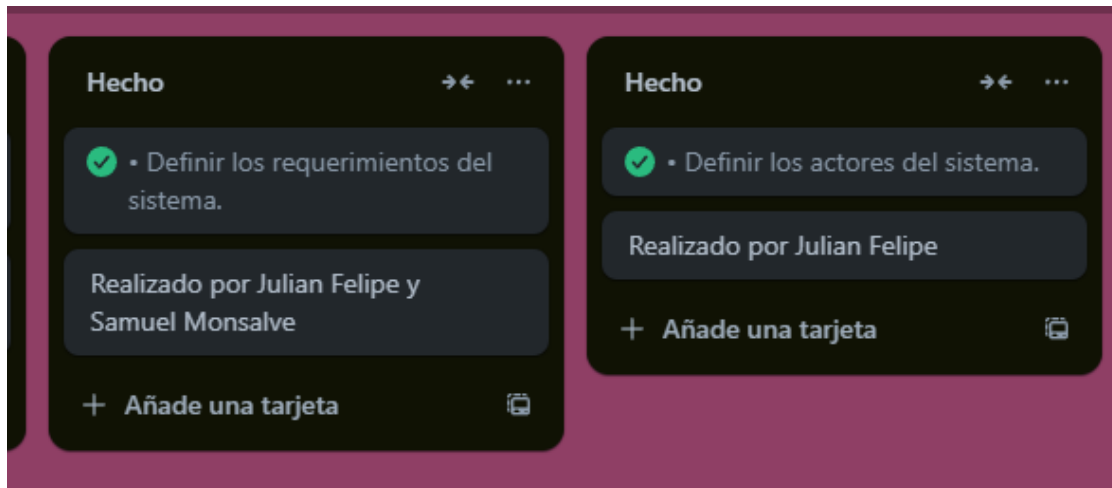 Hecho
• Definir los requerimientos del
sistema.
Realizado por Julian Felipe y
Samuel Monsalve
Añade una tarjeta
Hecho
• Definir los actores del sistema.
Realizado por Julian Felipe
Añade una tarjeta